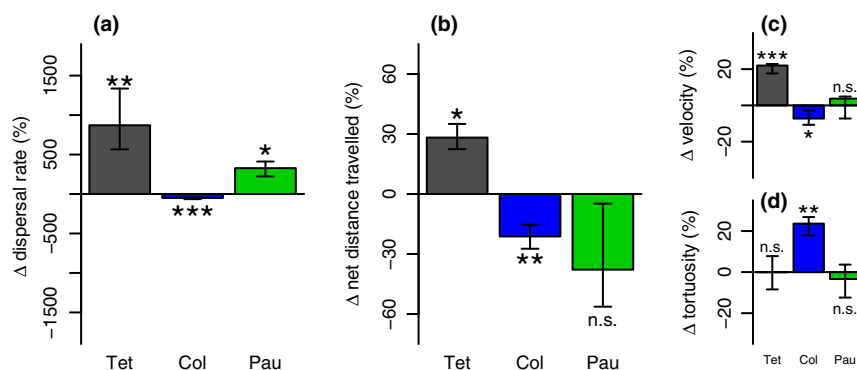 (a)
Δ dispersal rate (%)
1500
500
−500
−1500
**
***
*
Tet Col Pau
(b)
Δ net distance travelled (%)
60
30
0
−30
−60
*
**
n.s.
Tet Col Pau
(c)
Δ velocity (%)
20
−20
***
*
n.s.
(d)
Δ tortuosity (%)
20
0
−20
n.s.
**
n.s.
Tet Col Pau